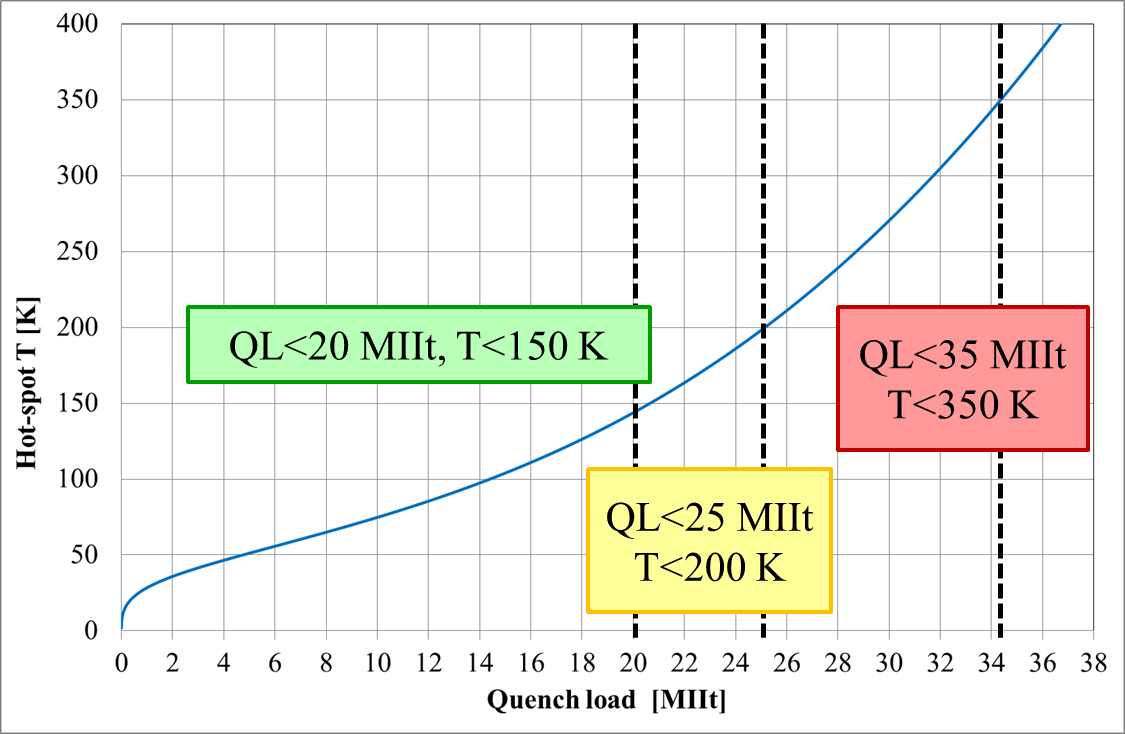 400
350
300
250
200
150
100
50
0
Hot-spot T [K]
QL<20 MIIt, T<150 K
QL<35 MIIt
T<350 K
QL<25 MIIt
T<200 K
0 2 4 6 8 10 12 14 16 18 20 22 24 26 28 30 32 34 36 38
Quench load [MIIt]